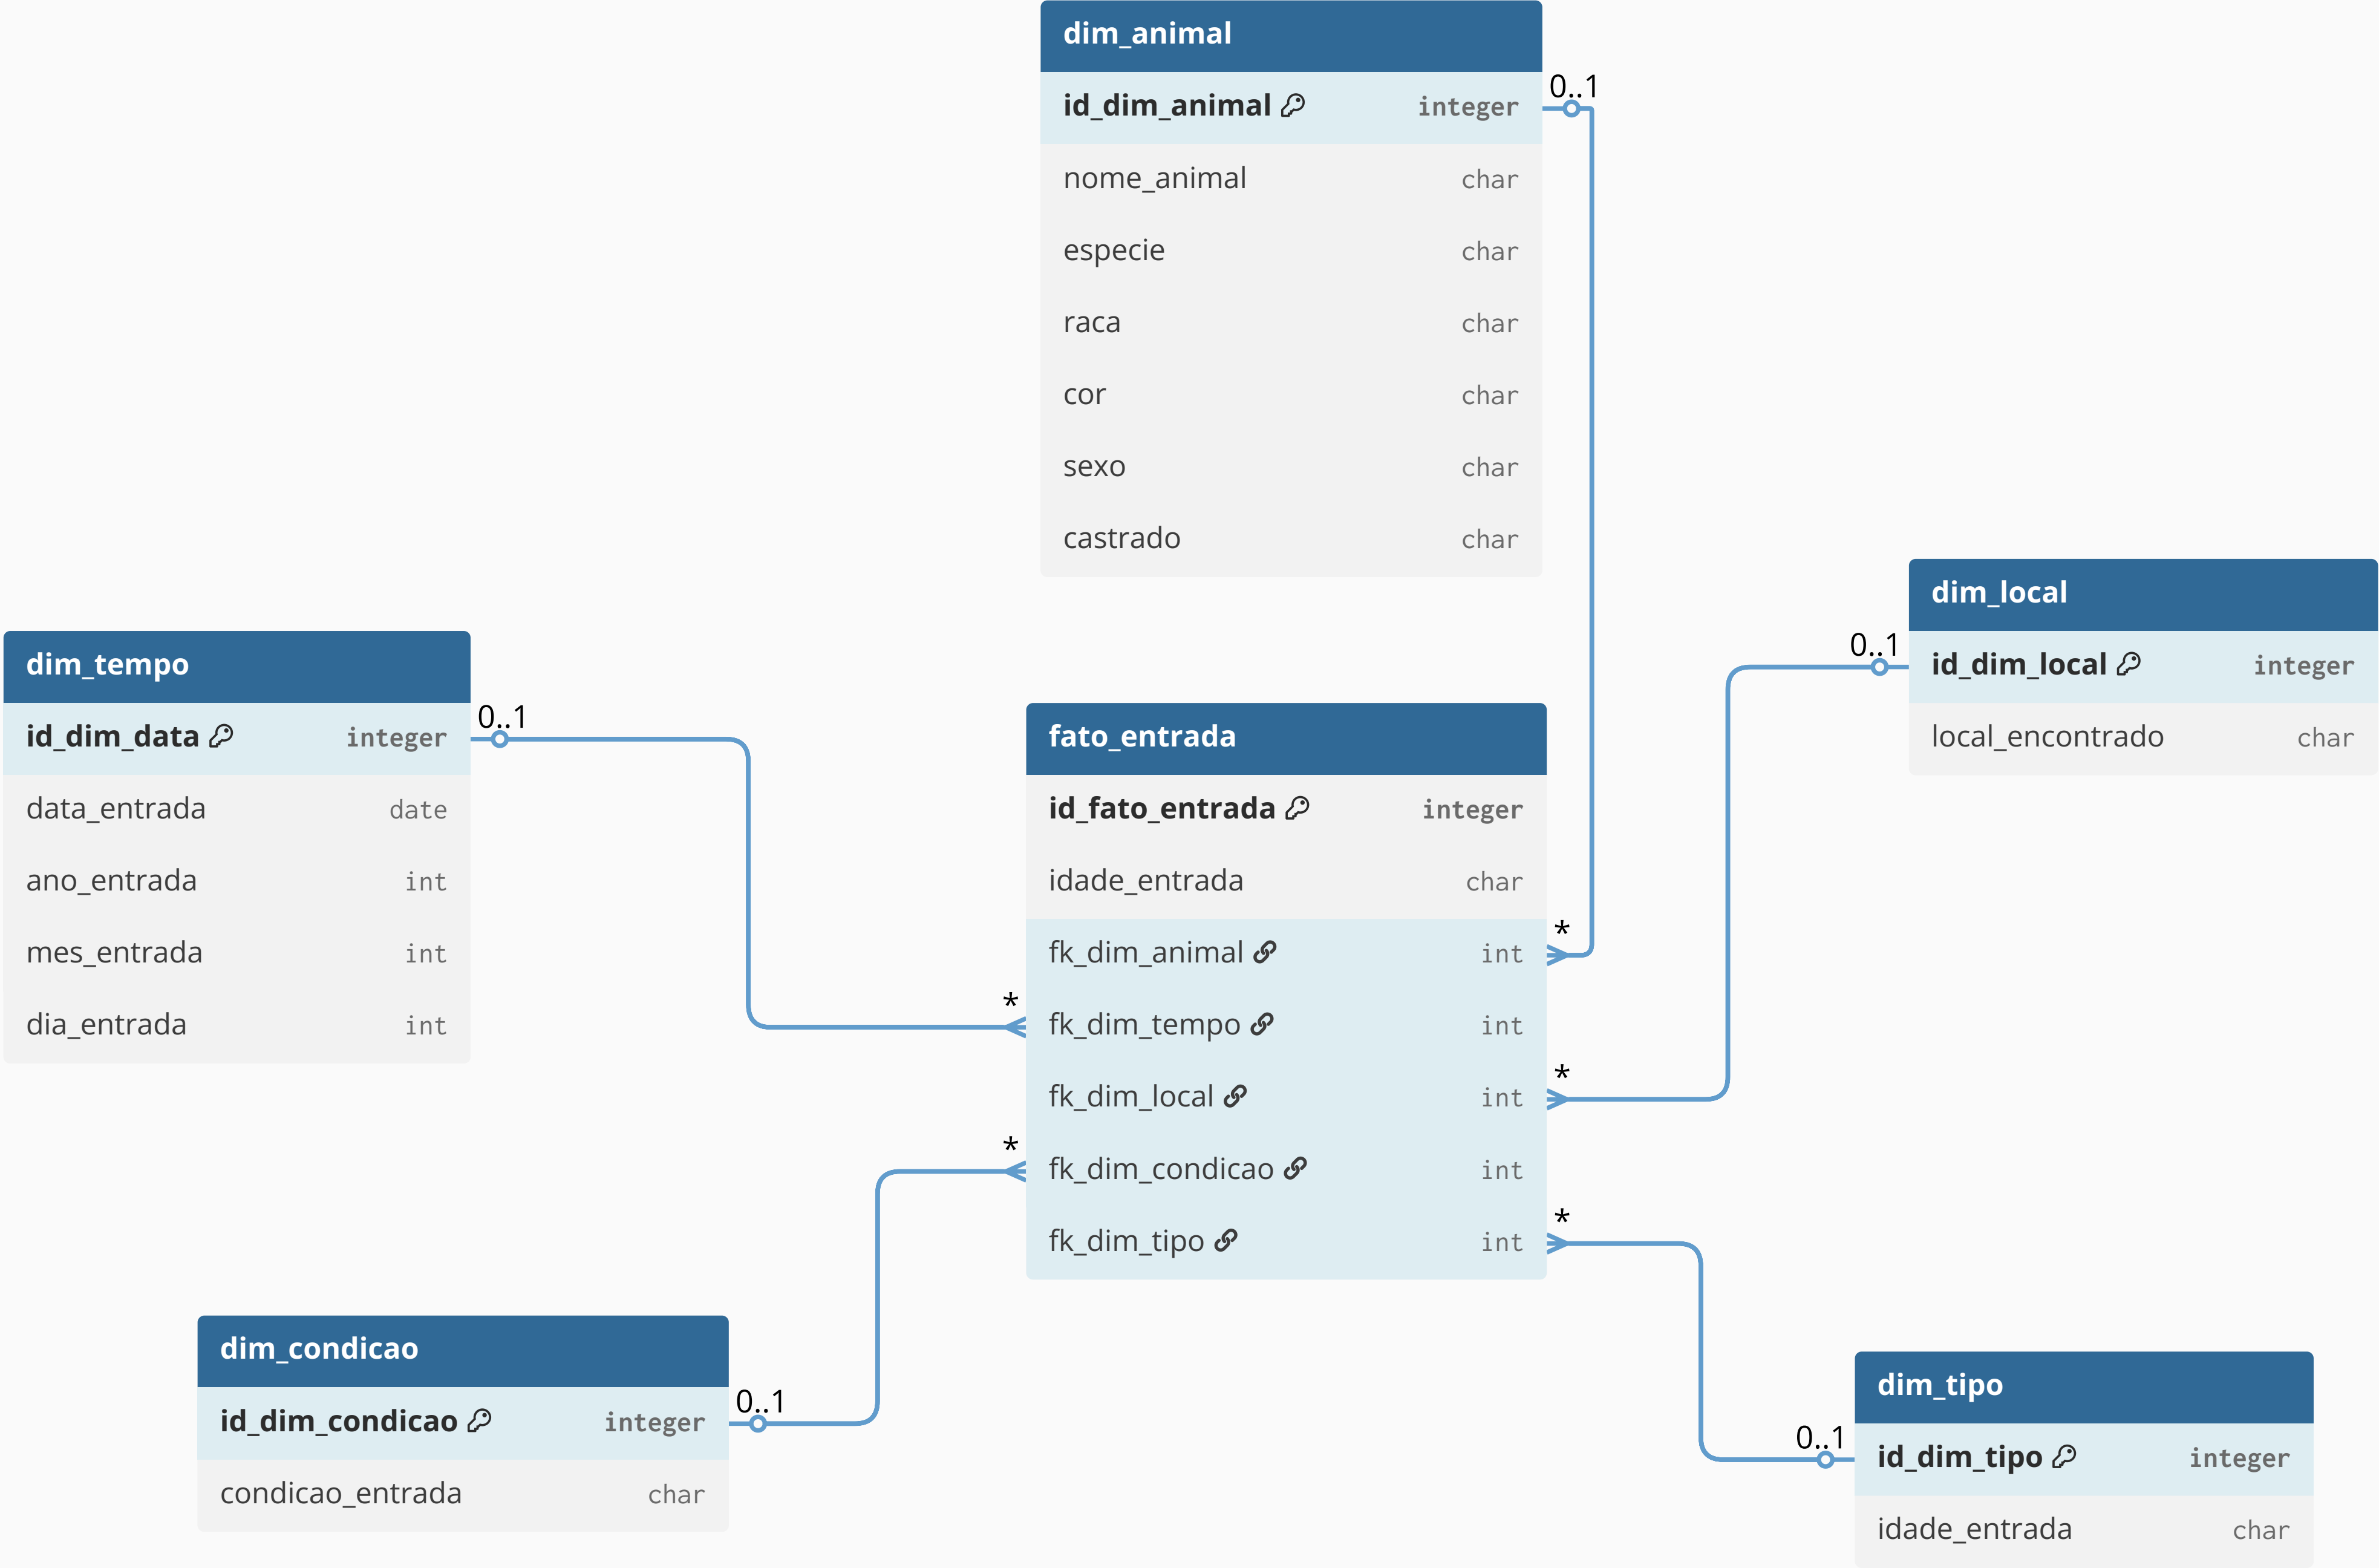 dim_animal
0..1
id_dim_animal integer
nome_animal char
especie char
raca char
cor char
sexo char
castrado char
dim_local
0..1
id_dim_local integer
local_encontrado char
dim_tempo
id_dim_data integer
0..1
data_entrada date
ano_entrada int
mes_entrada int
dia_entrada int
fato_entrada
id_fato_entrada integer
idade_entrada char
*
fk_dim_animal int
*
fk_dim_tempo int
*
fk_dim_local int
*
fk_dim_condicao int
*
fk_dim_tipo int
dim_condicao
id_dim_condicao integer
0..1
condicao_entrada char
dim_tipo
0..1
id_dim_tipo integer
idade_entrada char